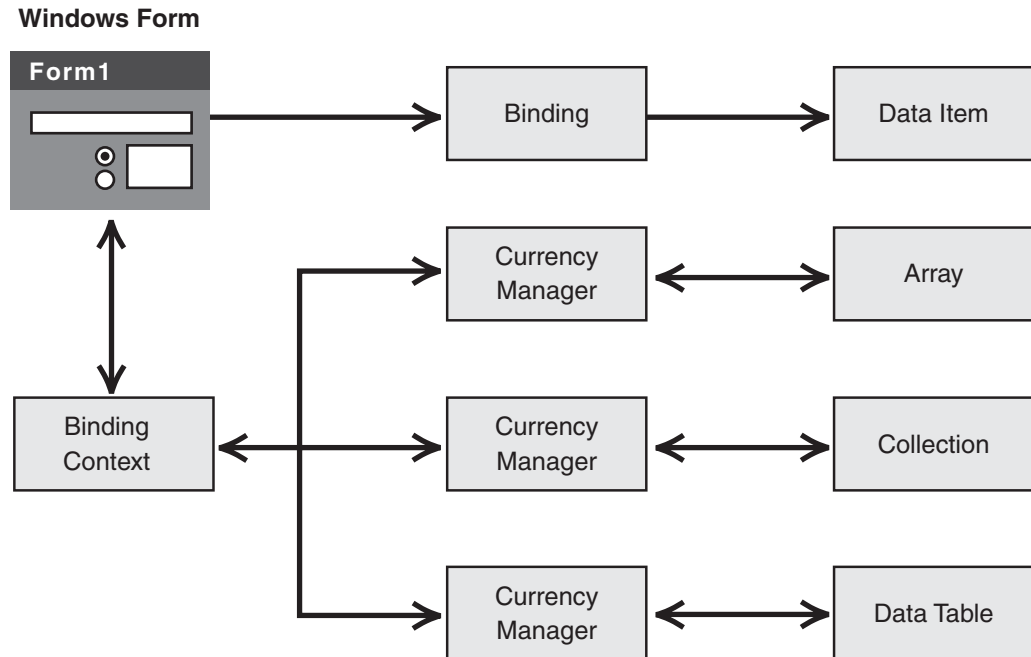 Windows Form
Form1
Binding
Data Item
Currency
Manager
Array
Binding
Context
Currency
Manager
Collection
Currency
Manager
Data Table